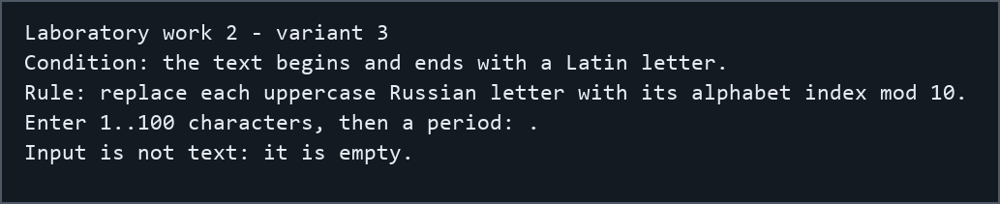 Laboratory work 2 - variant 3
Condition: the text begins and ends with a Latin letter.
Rule: replace each uppercase Russian letter with its alphabet index mod 10.
Enter 1..100 characters, then a period: .
Input is not text: it is empty.